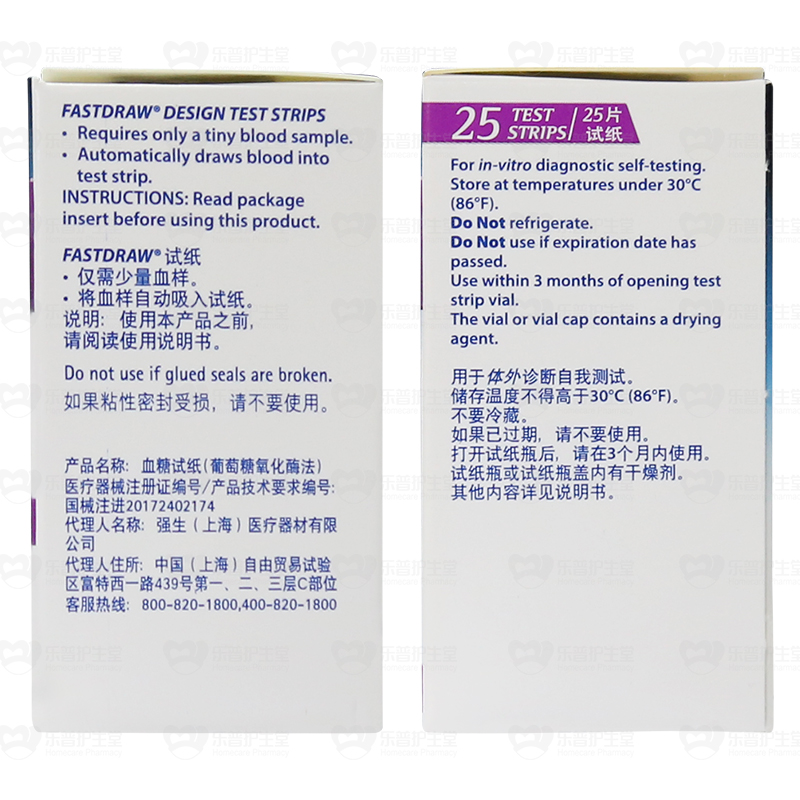 FASTDRAW® DESIGN TEST STRIPS
• Requires only a tiny blood sample.
• Automatically draws blood into
test strip.
INSTRUCTIONS: Read package
insert before using this product.
FASTDRAW® 试纸
• 仅需少量血样。
• 将血样自动吸入试纸。
说明：使用本产品之前，
请阅读使用说明书。
Do not use if glued seals are broken.
如果粘性密封受损，请不要使用。
产品名称：血糖试纸(葡萄糖氧化酶法)
医疗器械注册证编号/产品技术要求编号:
国械注进20172402174
代理人名称：强生（上海）医疗器材有限
公司
代理人住所：中国（上海）自由贸易试验
区富特西一路439号第一、二、三层C部位
客服热线：800-820-1800,400-820-1800
25 TEST STRIPS/ 25片 试纸
For in-vitro diagnostic self-testing.
Store at temperatures under 30°C
(86°F).
Do Not refrigerate.
Do Not use if expiration date has
passed.
Use within 3 months of opening test
strip vial.
The vial or vial cap contains a drying
agent.
用于体外诊断自我测试。
储存温度不得高于30°C (86°F)。
不要冷藏。
如果已过期，请不要使用。
打开试纸瓶后，请在3个月内使用。
试纸瓶或试纸瓶盖内有干燥剂。
其他内容详见说明书。
乐普护士堂